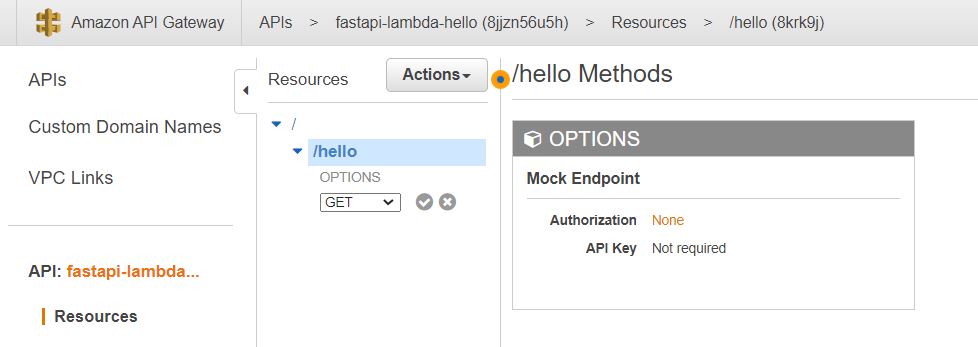 Amazon API Gateway APIs > fastapi-lambda-hello (8jjzn56u5h) > Resources > /hello (8krk9j)
APIs
Custom Domain Names
VPC Links
API: fastapi-lambda...
Resources
Resources Actions
/
/hello
OPTIONS
GET
/hello Methods
OPTIONS
Mock Endpoint
Authorization None
API Key Not required